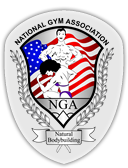 NATIONAL GYM ASSOCIATION
NGA
Natural
Bodybuilding